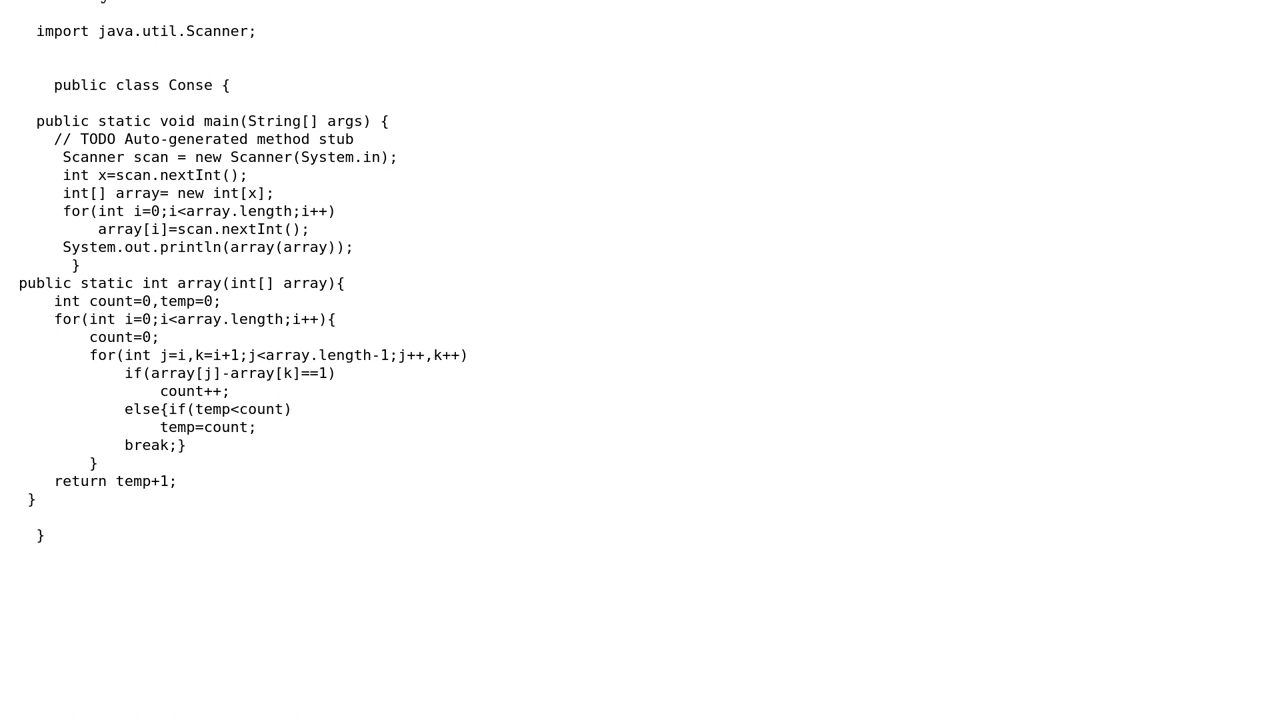 import java.util.Scanner;
public class Conse {
public static void main(String[] args) {
// TODO Auto-generated method stub
Scanner scan = new Scanner(System.in);
int x=scan.nextInt();
int[] array= new int[x];
for(int i=0;i<array.length;i++)
array[i]=scan.nextInt();
System.out.println(array(array));
}
public static int array(int[] array){
int count=0,temp=0;
for(int i=0;i<array.length;i++){
count=0;
for(int j=i,k=i+1;j<array.length-1;j++,k++)
if(array[j]-array[k]==1)
count++;
else{if(temp<count)
temp=count;
break;}
}
return temp+1;
}
}